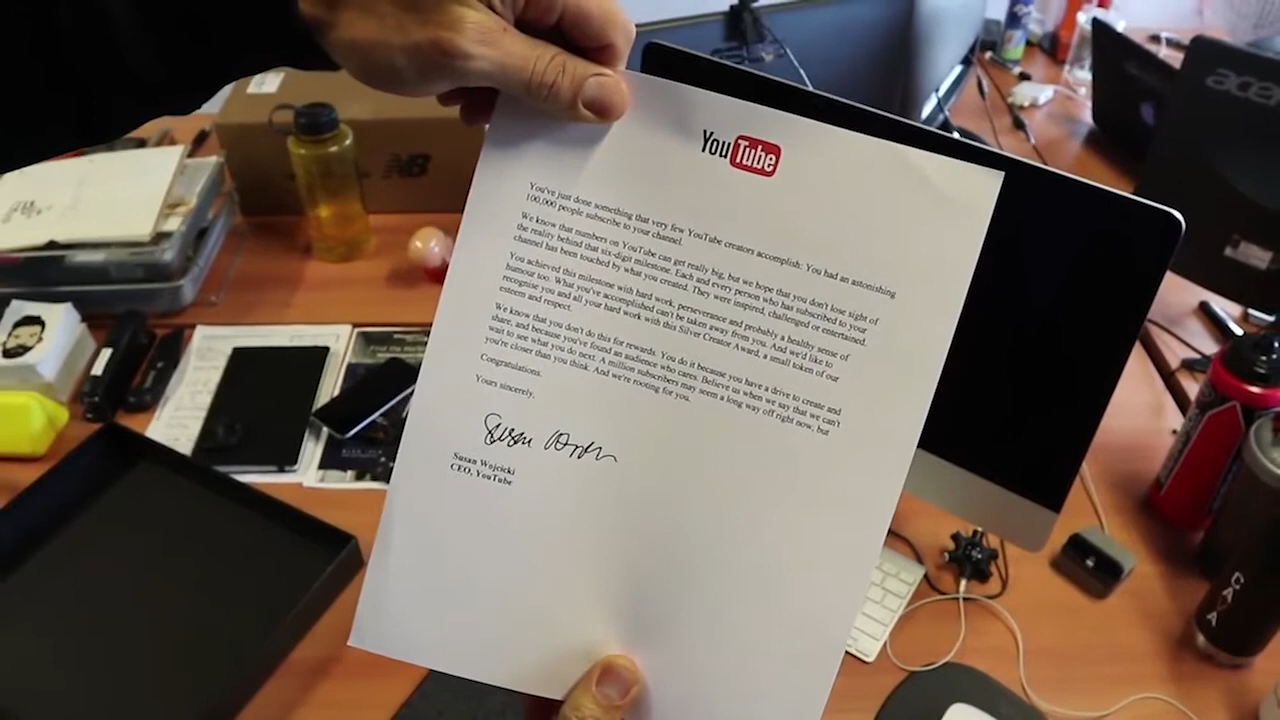 YouTube
You've just done something that very few YouTube creators accomplish: You had an astonishing
100,000 people subscribe to your channel.
We know that numbers on YouTube can get really big, but we hope that you don't lose sight of
the reality behind that six-digit milestone. Each and every person who has subscribed to your
channel has been touched by what you created. They were inspired, challenged or entertained.
You achieved this milestone with hard work, perseverance and probably a healthy sense of
humour too. What you've accomplished can't be taken away from you. And we'd like to
recognise you and all your hard work with this Silver Creator Award, a small token of our
esteem and respect.
We know that you don't do this for rewards. You do it because you have a drive to create and
share, and because you've found an audience who cares. Believe us when we say that we can't
wait to see what you do next. A million subscribers may seem a long way off right now, but
you're closer than you think. And we're rooting for you.
Congratulations.
Yours sincerely,
Susan Wojcicki
CEO, YouTube
NB
acer